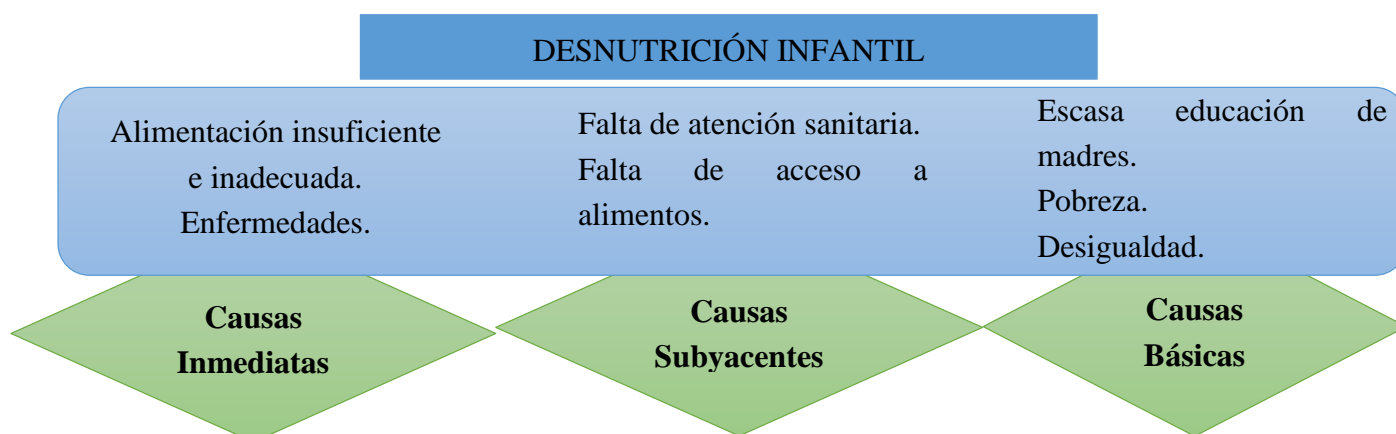 DESNUTRICIÓN INFANTIL
Alimentación insuficiente
e inadecuada.
Enfermedades.
Falta de atención sanitaria.
Falta de acceso a
alimentos.
Escasa educación de
madres.
Pobreza.
Desigualdad.
Causas
Inmediatas
Causas
Subyacentes
Causas
Básicas